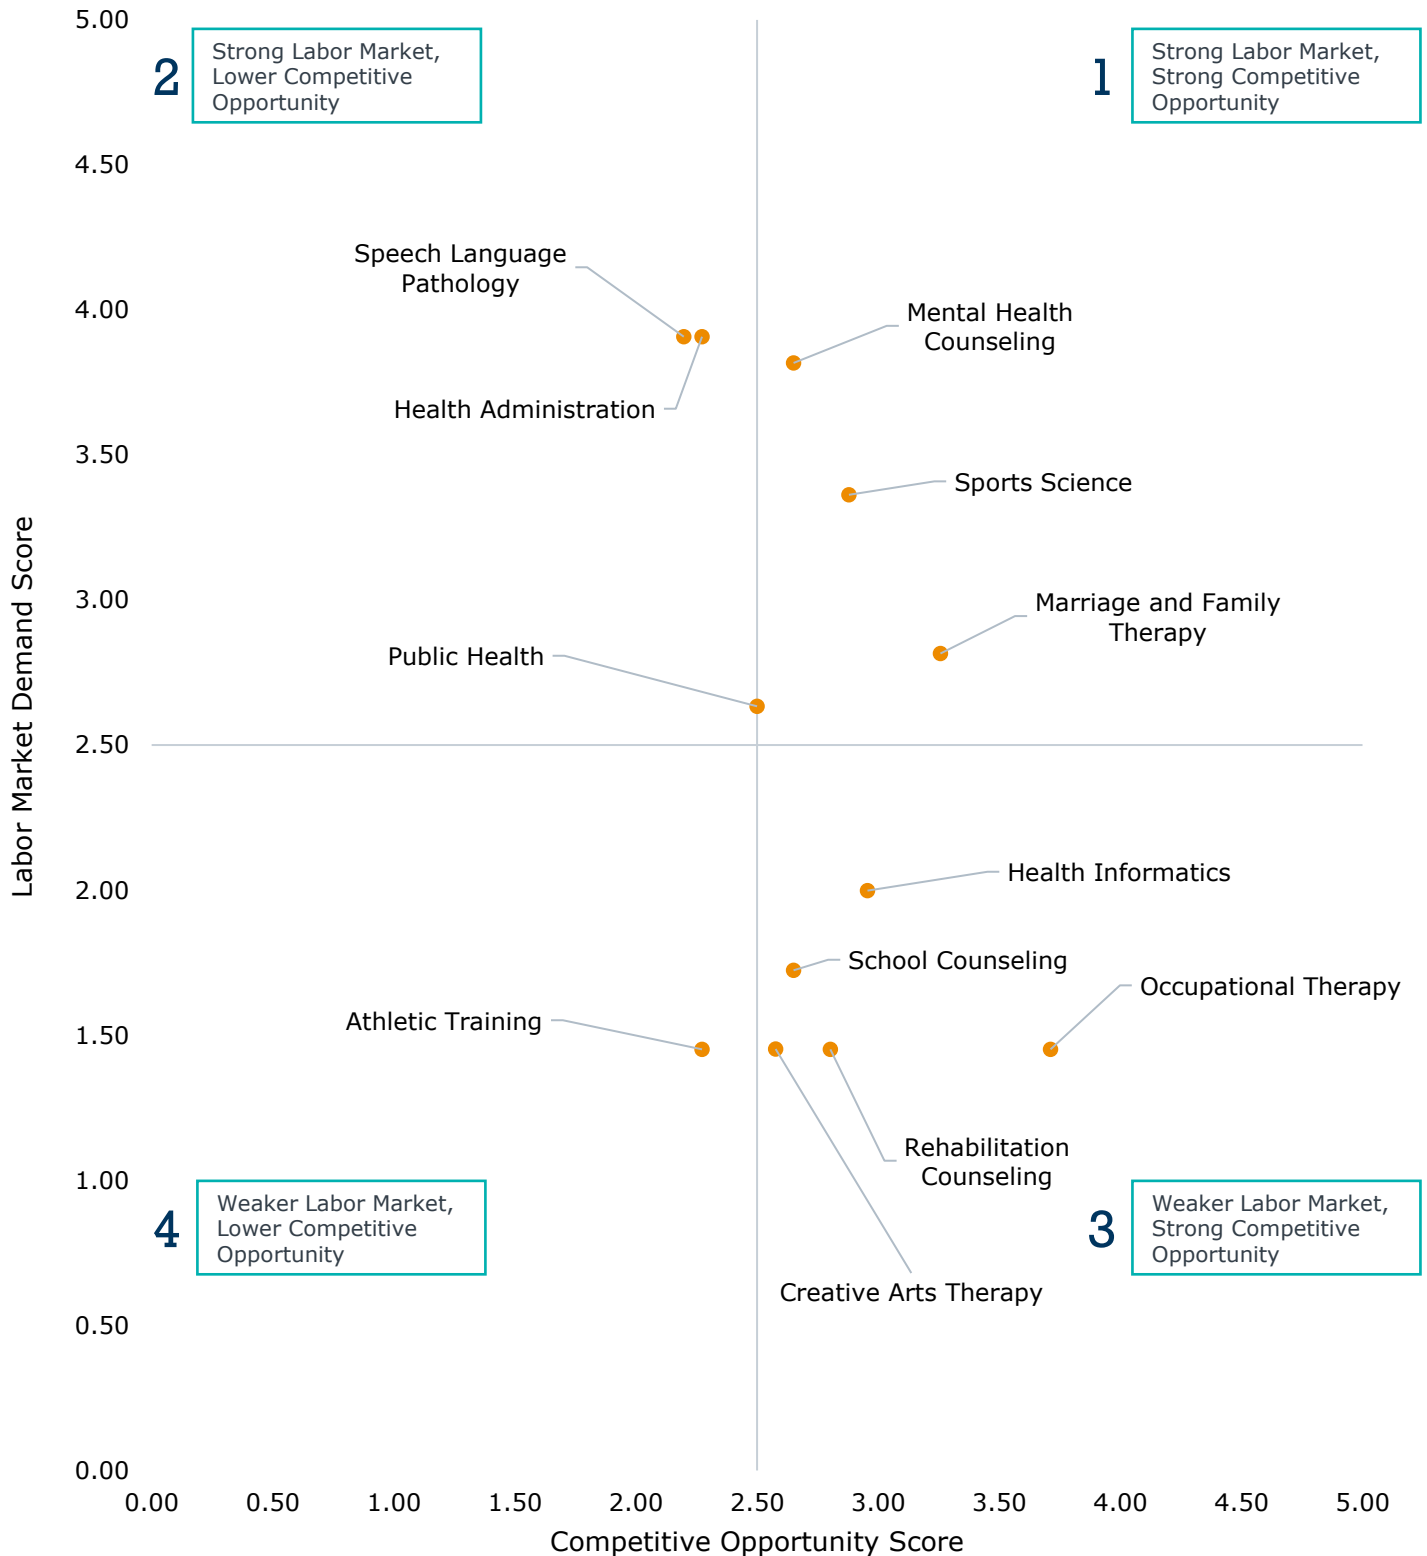 5.00
2
Strong Labor Market,
Lower Competitive
Opportunity
1
Strong Labor Market,
Strong Competitive
Opportunity
4.50
Speech Language
Pathology
4.00
Mental Health
Counseling
Health Administration
3.50
Sports Science
3.00
Marriage and Family
Therapy
Public Health
Labor Market Demand Score
2.50
2.00
Health Informatics
School Counseling
Occupational Therapy
Athletic Training
1.50
Rehabilitation
Counseling
1.00
4
Weaker Labor Market,
Lower Competitive
Opportunity
3
Weaker Labor Market,
Strong Competitive
Opportunity
Creative Arts Therapy
0.50
0.00
0.00 0.50 1.00 1.50 2.00 2.50 3.00 3.50 4.00 4.50 5.00
Competitive Opportunity Score